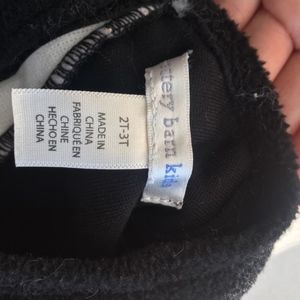 2T-3T
MADE IN
CHINA
FABRIQUÉ EN
CHINE
HECHO EN
CHINA
ttery barn kids